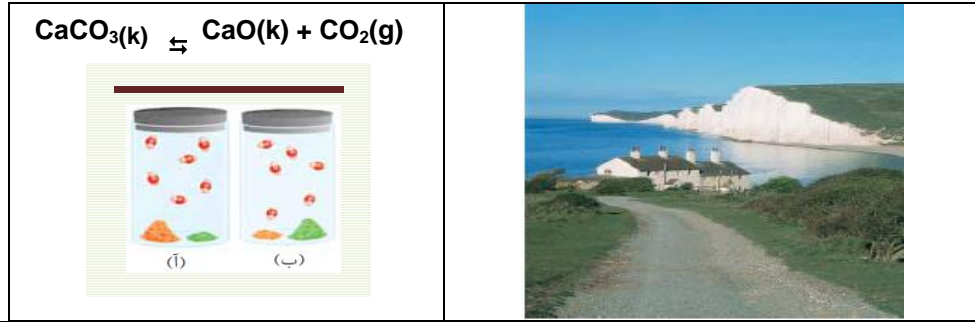 CaCO₃(k) ⇆ CaO(k) + CO₂(g)
(آ) (ب)